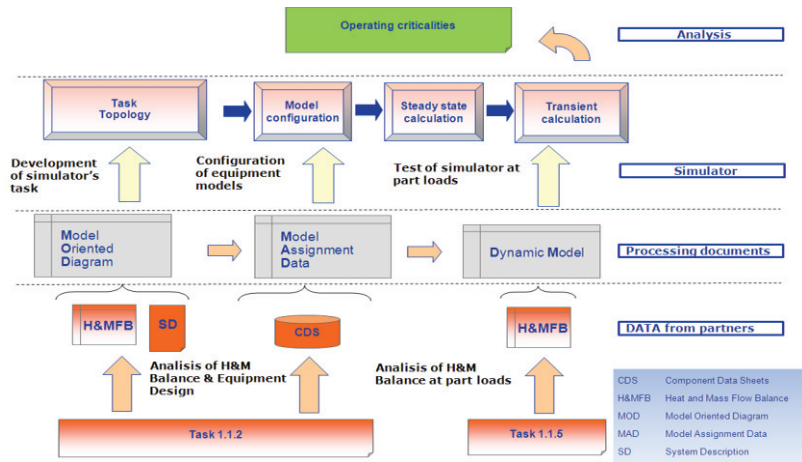 Operating criticalities
Analysis
Task
Topology
Model
configuration
Steady state
calculation
Transient
calculation
Development
of simulator's
task
Configuration
of equipment
models
Test of simulator at
part loads
Simulator
Model
Oriented
Diagram
Model
Assignment
Data
Dynamic Model
Processing documents
H&MFB
SD
CDS
H&MFB
DATA from partners
Analisis of H&M
Balance & Equipment
Design
Analisis of H&M
Balance at part loads
Task 1.1.2
Task 1.1.5
CDS Component Data Sheets
H&MFB Heat and Mass Flow Balance
MOD Model Oriented Diagram
MAD Model Assignment Data
SD System Description